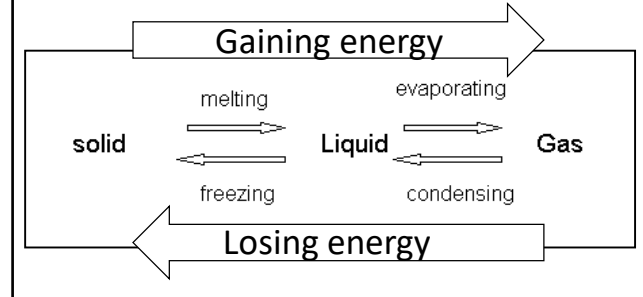 Gaining energy
melting
evaporating
solid
Liquid
Gas
freezing
condensing
Losing energy